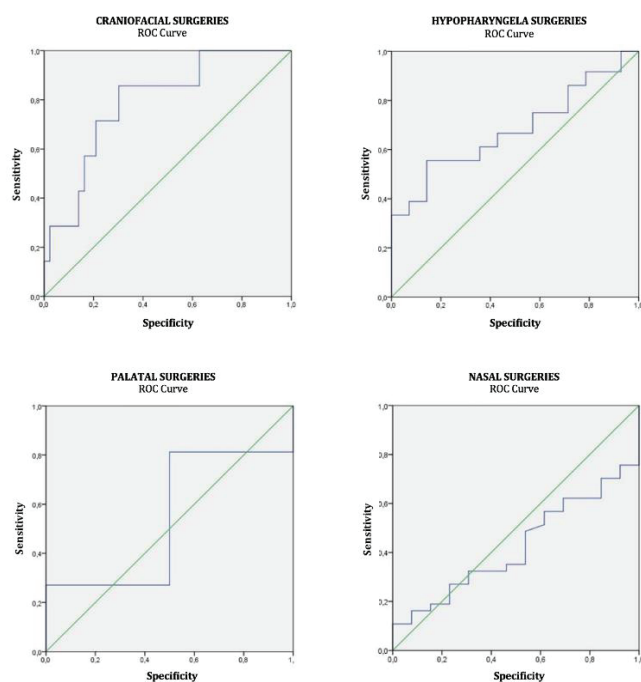 CRANIOFACIAL SURGERIES
ROC Curve
1,0
0,8
0,6
0,4
0,2
0,0
Sensitivity
0,0 0,2 0,4 0,6 0,8 1,0
Specificity
HYPOPHARYNGELA SURGERIES
ROC Curve
1,0
0,8
0,6
0,4
0,2
0,0
Sensitivity
0,0 0,2 0,4 0,6 0,8 1,0
Specificity
PALATAL SURGERIES
ROC Curve
1,0
0,8
0,6
0,4
0,2
0,0
Sensitivity
0,0 0,2 0,4 0,6 0,8 1,
Specificity
NASAL SURGERIES
ROC Curve
1,0
0,8
0,6
0,4
0,2
0,0
Sensitivity
0,0 0,2 0,4 0,6 0,8 1,0
Specificity